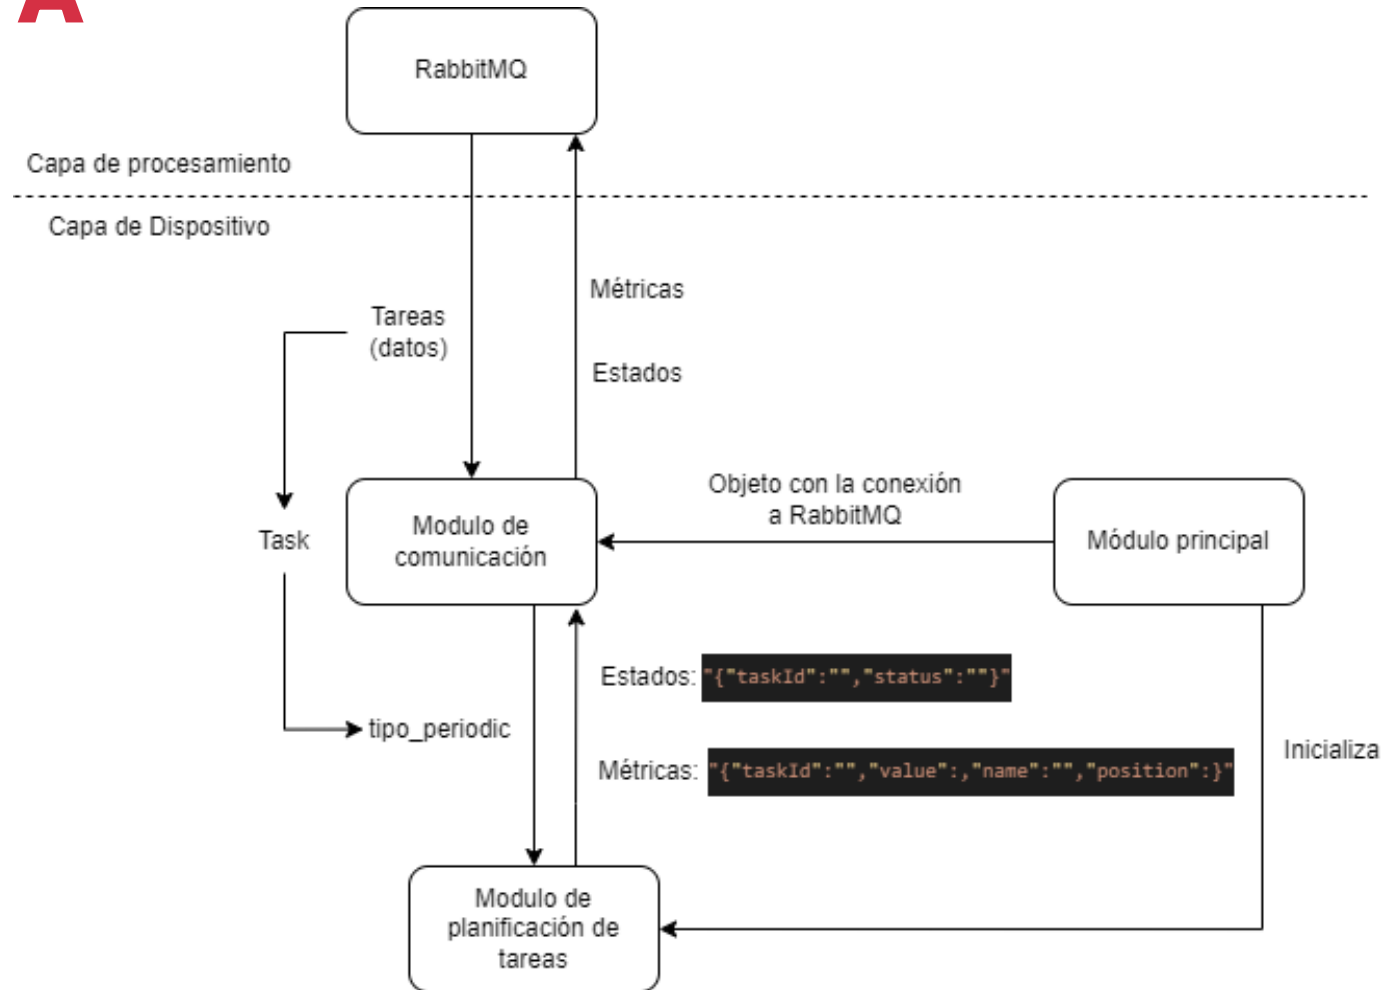 A
RabbitMQ
Capa de procesamiento
Capa de Dispositivo
Métricas
Tareas
(datos)
Estados
Objeto con la conexión
a RabbitMQ
Modulo de
comunicación
Módulo principal
Task
Estados: "{"taskId":"","status":""}"
tipo_periodic
Métricas: "{"taskId":"","value":,"name":"","position":}"
Inicializa
Modulo de
planificación de
tareas